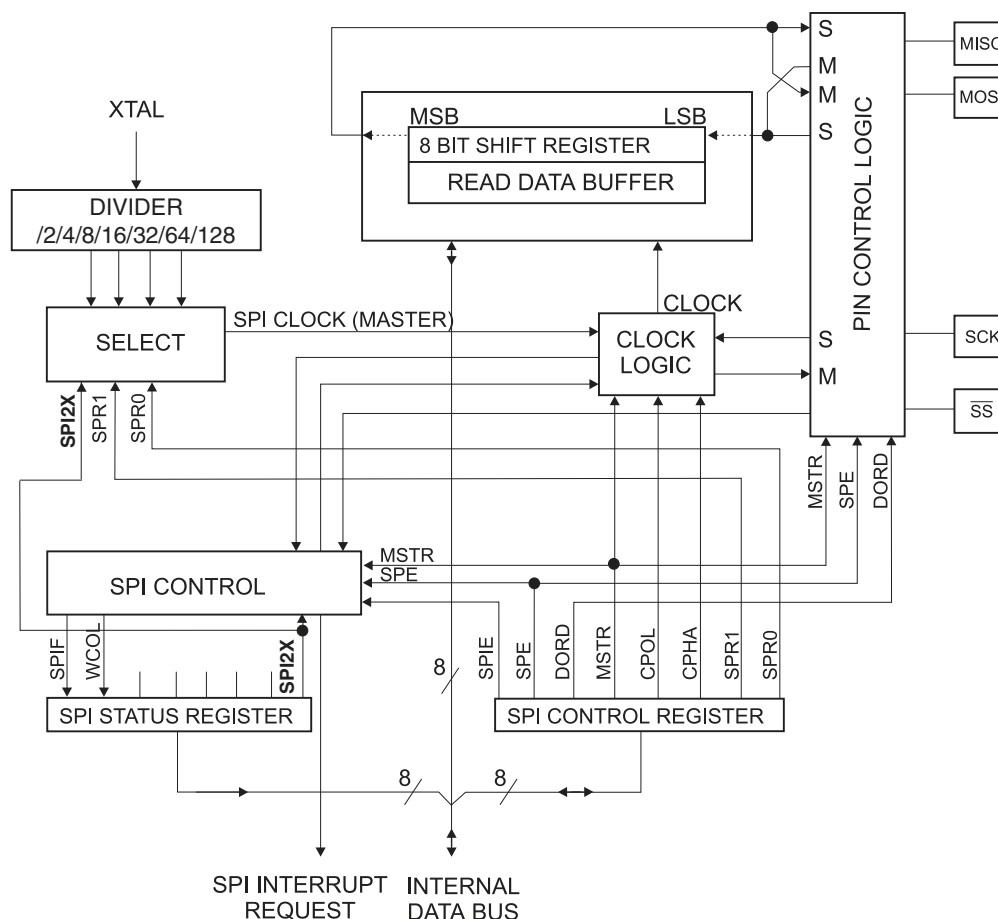 S
MISO
M
MOSI
M
XTAL
MSB
LSB
S
8 BIT SHIFT REGISTER
READ DATA BUFFER
DIVIDER
/2/4/8/16/32/64/128
PIN CONTROL LOGIC
SPI CLOCK (MASTER)
CLOCK
SELECT
CLOCK
LOGIC
S
SCK
M
SS
SPI2X
SPR1
SPR0
MSTR
SPE
DORD
MSTR
SPE
SPI CONTROL
SPIF
WCOL
SPI2X
8
SPIE
SPE
DORD
MSTR
CPOL
CPHA
SPR1
SPR0
SPI STATUS REGISTER
SPI CONTROL REGISTER
8
8
SPI INTERRUPT
REQUEST
INTERNAL
DATA BUS